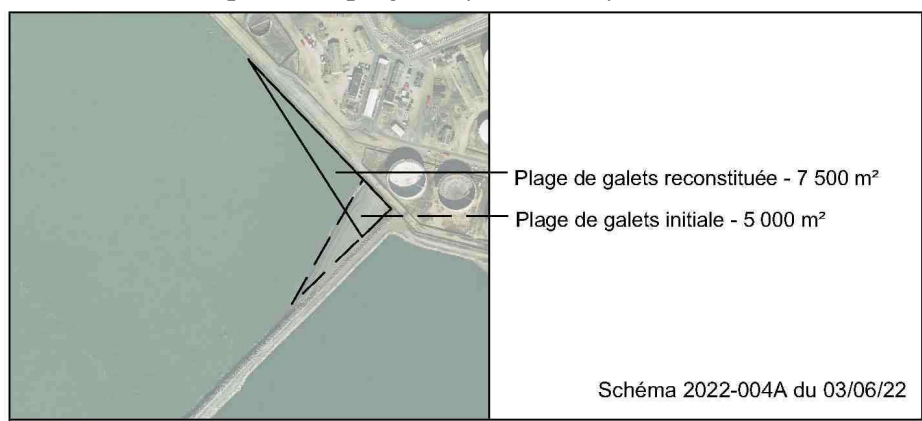 Plage de galets reconstituée - 7 500 m²
Plage de galets initiale - 5 000 m²
Schéma 2022-004A du 03/06/22